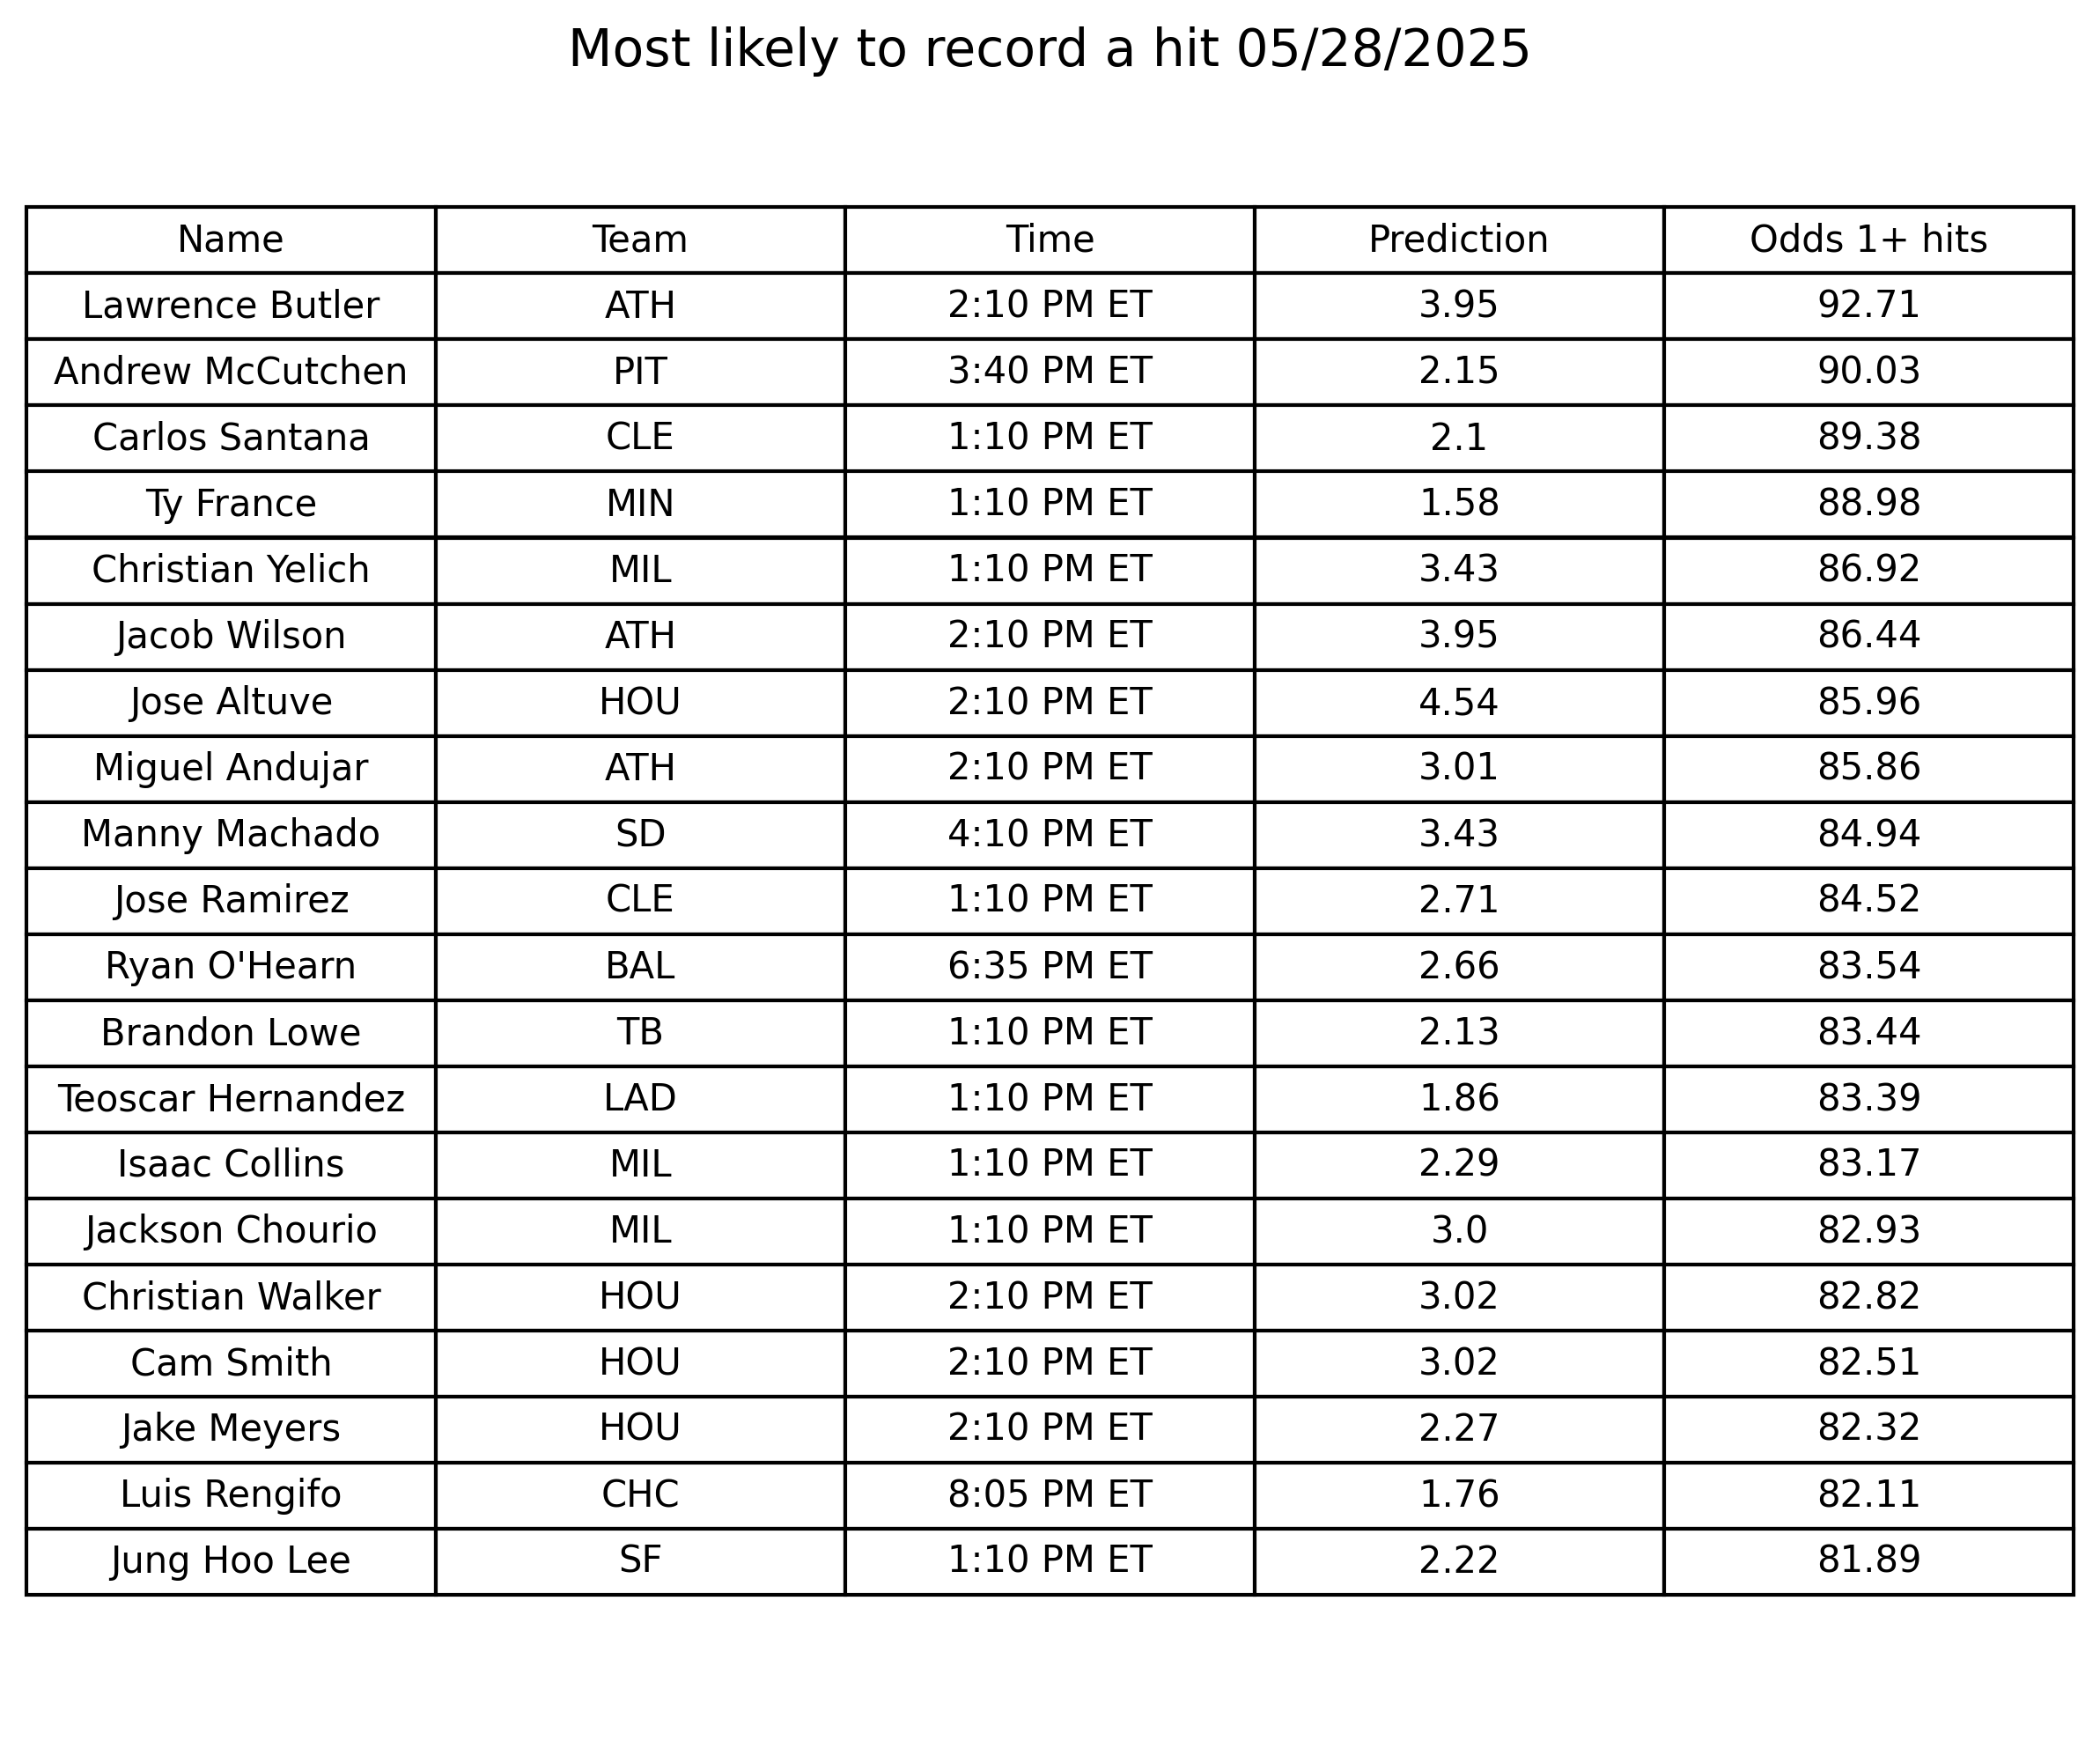 Most likely to record a hit 05/28/2025
Name Team Time Prediction Odds 1+ hits
Lawrence Butler ATH 2:10 PM ET 3.95 92.71
Andrew McCutchen PIT 3:40 PM ET 2.15 90.03
Carlos Santana CLE 1:10 PM ET 2.1 89.38
Ty France MIN 1:10 PM ET 1.58 88.98
Christian Yelich MIL 1:10 PM ET 3.43 86.92
Jacob Wilson ATH 2:10 PM ET 3.95 86.44
Jose Altuve HOU 2:10 PM ET 4.54 85.96
Miguel Andujar ATH 2:10 PM ET 3.01 85.86
Manny Machado SD 4:10 PM ET 3.43 84.94
Jose Ramirez CLE 1:10 PM ET 2.71 84.52
Ryan O'Hearn BAL 6:35 PM ET 2.66 83.54
Brandon Lowe TB 1:10 PM ET 2.13 83.44
Teoscar Hernandez LAD 1:10 PM ET 1.86 83.39
Isaac Collins MIL 1:10 PM ET 2.29 83.17
Jackson Chourio MIL 1:10 PM ET 3.0 82.93
Christian Walker HOU 2:10 PM ET 3.02 82.82
Cam Smith HOU 2:10 PM ET 3.02 82.51
Jake Meyers HOU 2:10 PM ET 2.27 82.32
Luis Rengifo CHC 8:05 PM ET 1.76 82.11
Jung Hoo Lee SF 1:10 PM ET 2.22 81.89